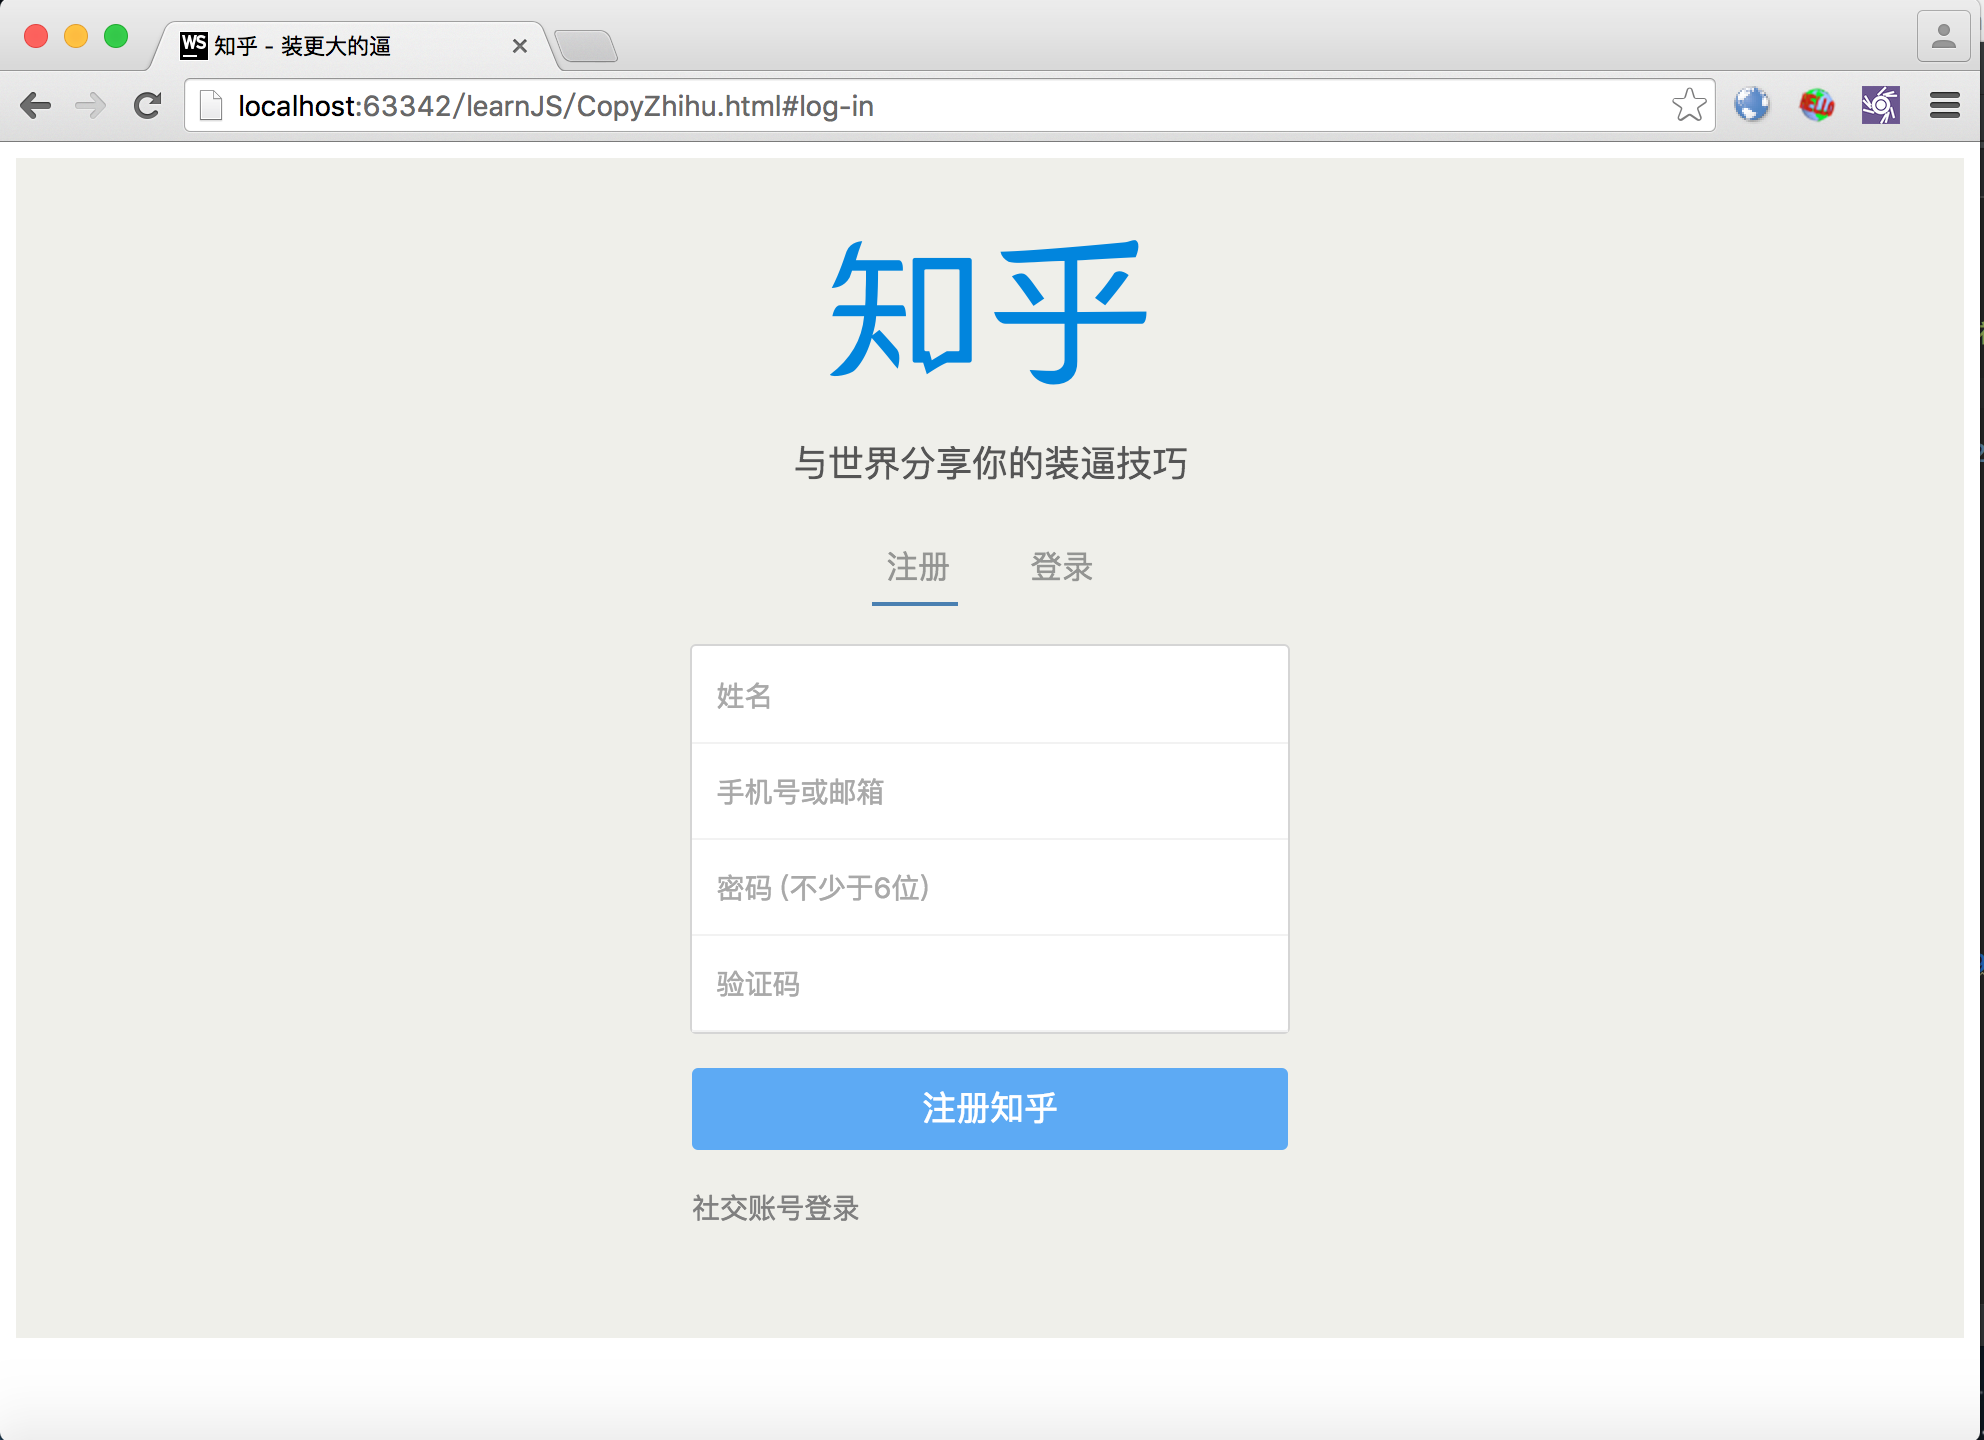 WS 知乎 - 装更大的逼
localhost:63342/learnJS/CopyZhihu.html#log-in
HELLO
知乎
与世界分享你的装逼技巧
注册 登录
姓名
手机号或邮箱
密码 (不少于6位)
验证码
注册知乎
社交账号登录